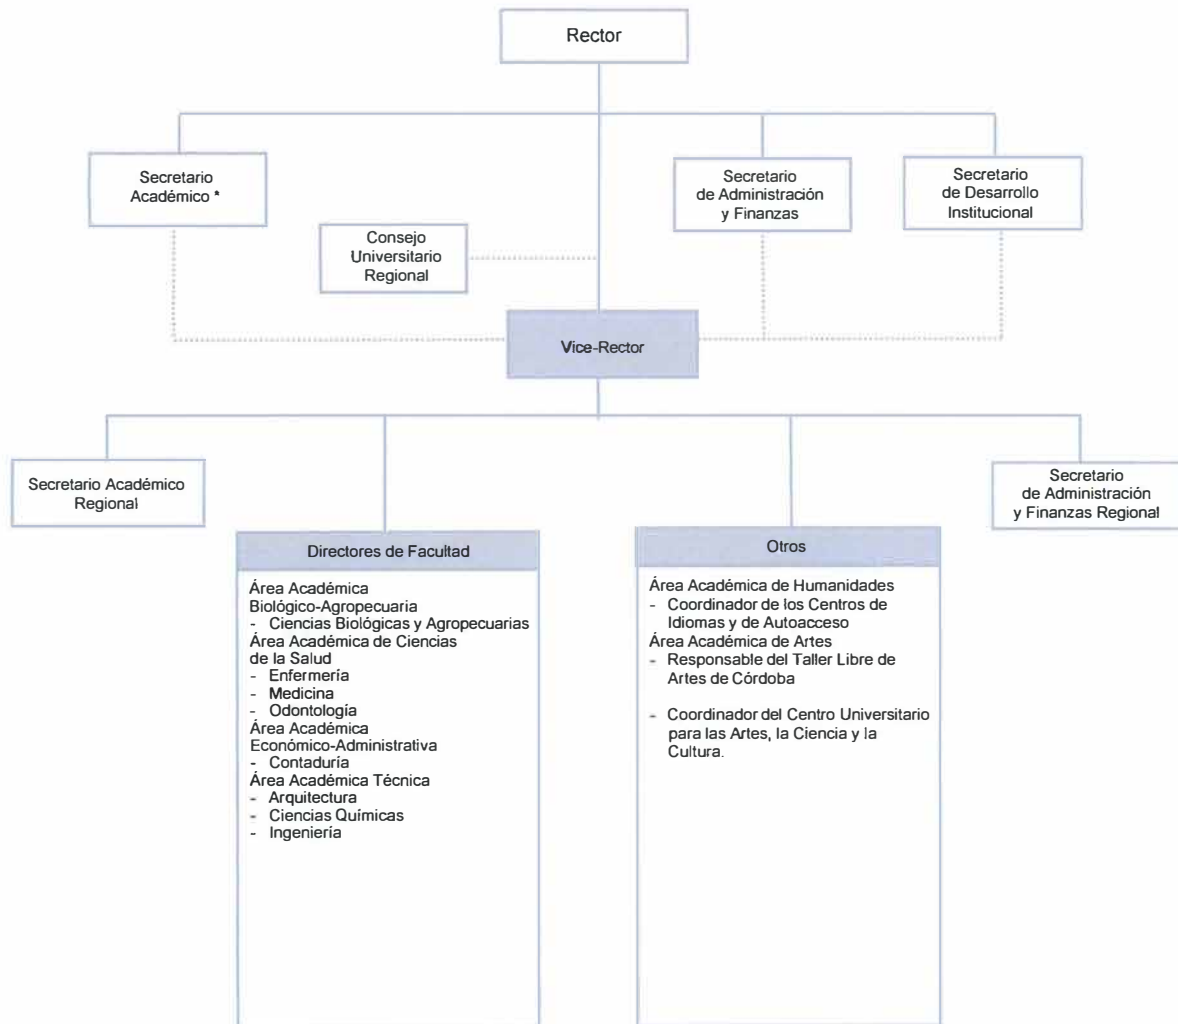 Rector
Secretario
Académico *
Secretario
de Administración
y Finanzas
Secretario
de Desarrollo
Institucional
Consejo
Universitario
Regional
Vice-Rector
Secretario Académico
Regional
Secretario
de Administración
y Finanzas Regional
Directores de Facultad
Área Académica
Biológico-Agropecuaria
- Ciencias Biológicas y Agropecuarias
Área Académica de Ciencias
de la Salud
- Enfermería
- Medicina
- Odontología
Área Académica
Económico-Administrativa
- Contaduría
Área Académica Técnica
- Arquitectura
- Ciencias Químicas
- Ingeniería
Otros
Área Académica de Humanidades
- Coordinador de los Centros de
Idiomas y de Autoacceso
Área Académica de Artes
- Responsable del Taller Libre de
Artes de Córdoba
- Coordinador del Centro Universitario
para las Artes, la Ciencia y la
Cultura.